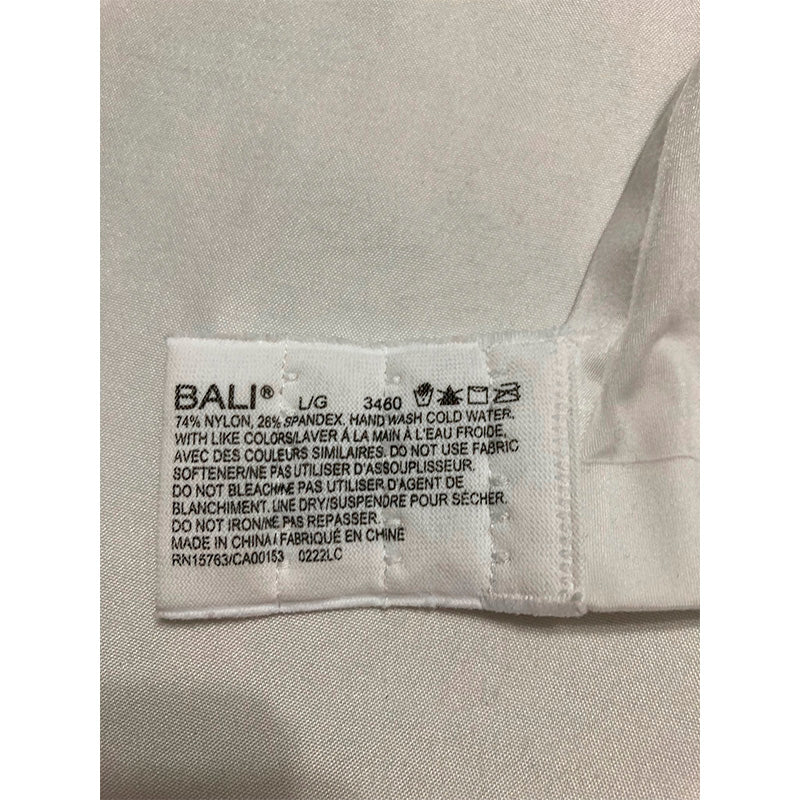 BALI® L/G 3460
74% NYLON, 26% SPANDEX. HAND WASH COLD WATER.
WITH LIKE COLORS/LAVER Á LA MAIN À L'EAU FROIDE,
AVEC DES COULEURS SIMILAIRES. DO NOT USE FABRIC
SOFTENER/NE PAS UTILISER D'ASSOUPLISSEUR.
DO NOT BLEACH/NE PAS UTILISER D'AGENT DE
BLANCHIMENT. LINE DRY/SUSPENDRE POUR SÉCHER.
DO NOT IRON/NE PAS REPASSER.
MADE IN CHINA / FABRIQUÉ EN CHINE
RN15763/CA00153 0222LC